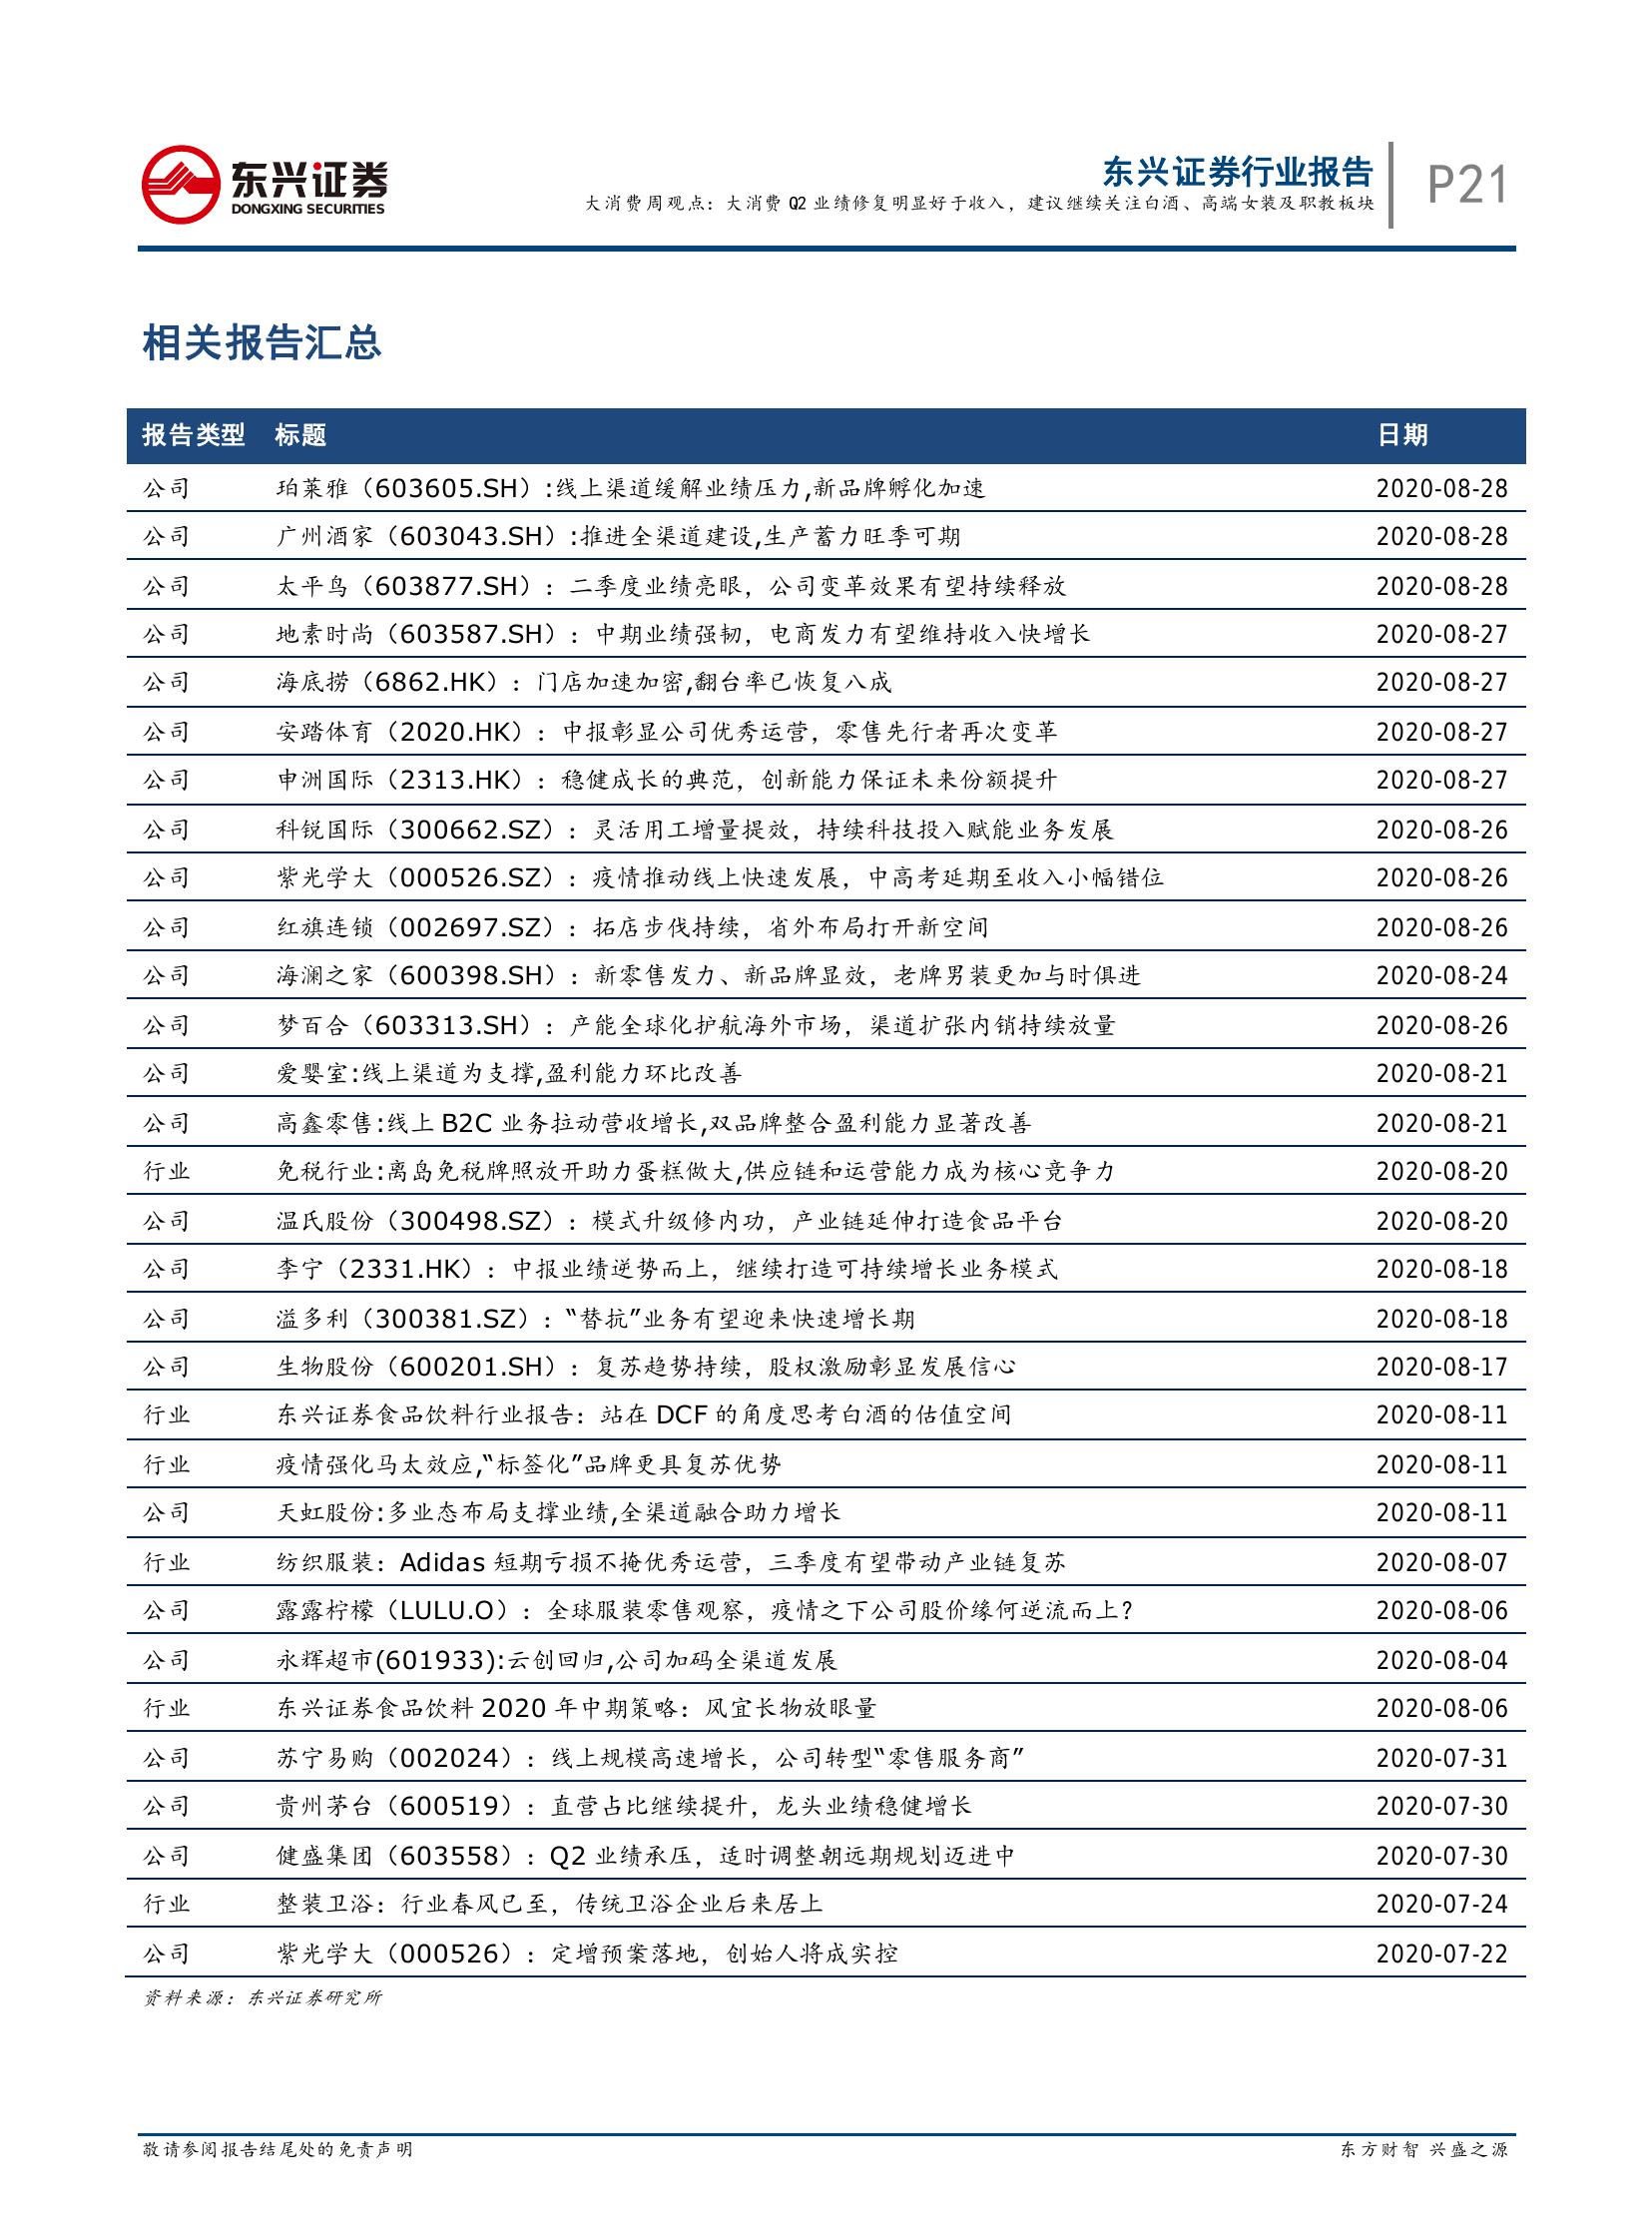 东兴证券
DONGXING SECURITIES
东兴证券行业报告
大消费周观点：大消费 Q2 业绩修复明显好于收入，建议继续关注白酒、高端女装及职教板块
P21
相关报告汇总
报告类型 标题 日期
公司 珀莱雅（603605.SH）:线上渠道缓解业绩压力,新品牌孵化加速 2020-08-28
公司 广州酒家（603043.SH）:推进全渠道建设,生产蓄力旺季可期 2020-08-28
公司 太平鸟（603877.SH）：二季度业绩亮眼，公司变革效果有望持续释放 2020-08-28
公司 地素时尚（603587.SH）：中期业绩强韧，电商发力有望维持收入快增长 2020-08-27
公司 海底捞（6862.HK）：门店加速加密,翻台率已恢复八成 2020-08-27
公司 安踏体育（2020.HK）：中报彰显公司优秀运营，零售先行者再次变革 2020-08-27
公司 申洲国际（2313.HK）：稳健成长的典范，创新能力保证未来份额提升 2020-08-27
公司 科锐国际（300662.SZ）：灵活用工增量提效，持续科技投入赋能业务发展 2020-08-26
公司 紫光学大（000526.SZ）：疫情推动线上快速发展，中高考延期至收入小幅错位 2020-08-26
公司 红旗连锁（002697.SZ）：拓店步伐持续，省外布局打开新空间 2020-08-26
公司 海澜之家（600398.SH）：新零售发力、新品牌显效，老牌男装更加与时俱进 2020-08-24
公司 梦百合（603313.SH）：产能全球化护航海外市场，渠道扩张内销持续放量 2020-08-26
公司 爱婴室:线上渠道为支撑,盈利能力环比改善 2020-08-21
公司 高鑫零售:线上 B2C 业务拉动营收增长,双品牌整合盈利能力显著改善 2020-08-21
行业 免税行业:离岛免税牌照放开助力蛋糕做大,供应链和运营能力成为核心竞争力 2020-08-20
公司 温氏股份（300498.SZ）：模式升级修内功，产业链延伸打造食品平台 2020-08-20
公司 李宁（2331.HK）：中报业绩逆势而上，继续打造可持续增长业务模式 2020-08-18
公司 溢多利（300381.SZ）：“替抗”业务有望迎来快速增长期 2020-08-18
公司 生物股份（600201.SH）：复苏趋势持续，股权激励彰显发展信心 2020-08-17
行业 东兴证券食品饮料行业报告：站在 DCF 的角度思考白酒的估值空间 2020-08-11
行业 疫情强化马太效应,“标签化”品牌更具复苏优势 2020-08-11
公司 天虹股份:多业态布局支撑业绩,全渠道融合助力增长 2020-08-11
行业 纺织服装：Adidas 短期亏损不掩优秀运营，三季度有望带动产业链复苏 2020-08-07
公司 露露柠檬（LULU.O）：全球服装零售观察，疫情之下公司股价缘何逆流而上？ 2020-08-06
公司 永辉超市(601933):云创回归,公司加码全渠道发展 2020-08-04
行业 东兴证券食品饮料 2020 年中期策略：风宜长物放眼量 2020-08-06
公司 苏宁易购（002024）：线上规模高速增长，公司转型“零售服务商” 2020-07-31
公司 贵州茅台（600519）：直营占比继续提升，龙头业绩稳健增长 2020-07-30
公司 健盛集团（603558）：Q2 业绩承压，适时调整朝远期规划迈进中 2020-07-30
行业 整装卫浴：行业春风已至，传统卫浴企业后来居上 2020-07-24
公司 紫光学大（000526）：定增预案落地，创始人将成实控 2020-07-22
资料来源：东兴证券研究所
敬请参阅报告结尾处的免责声明
东方财智 兴盛之源